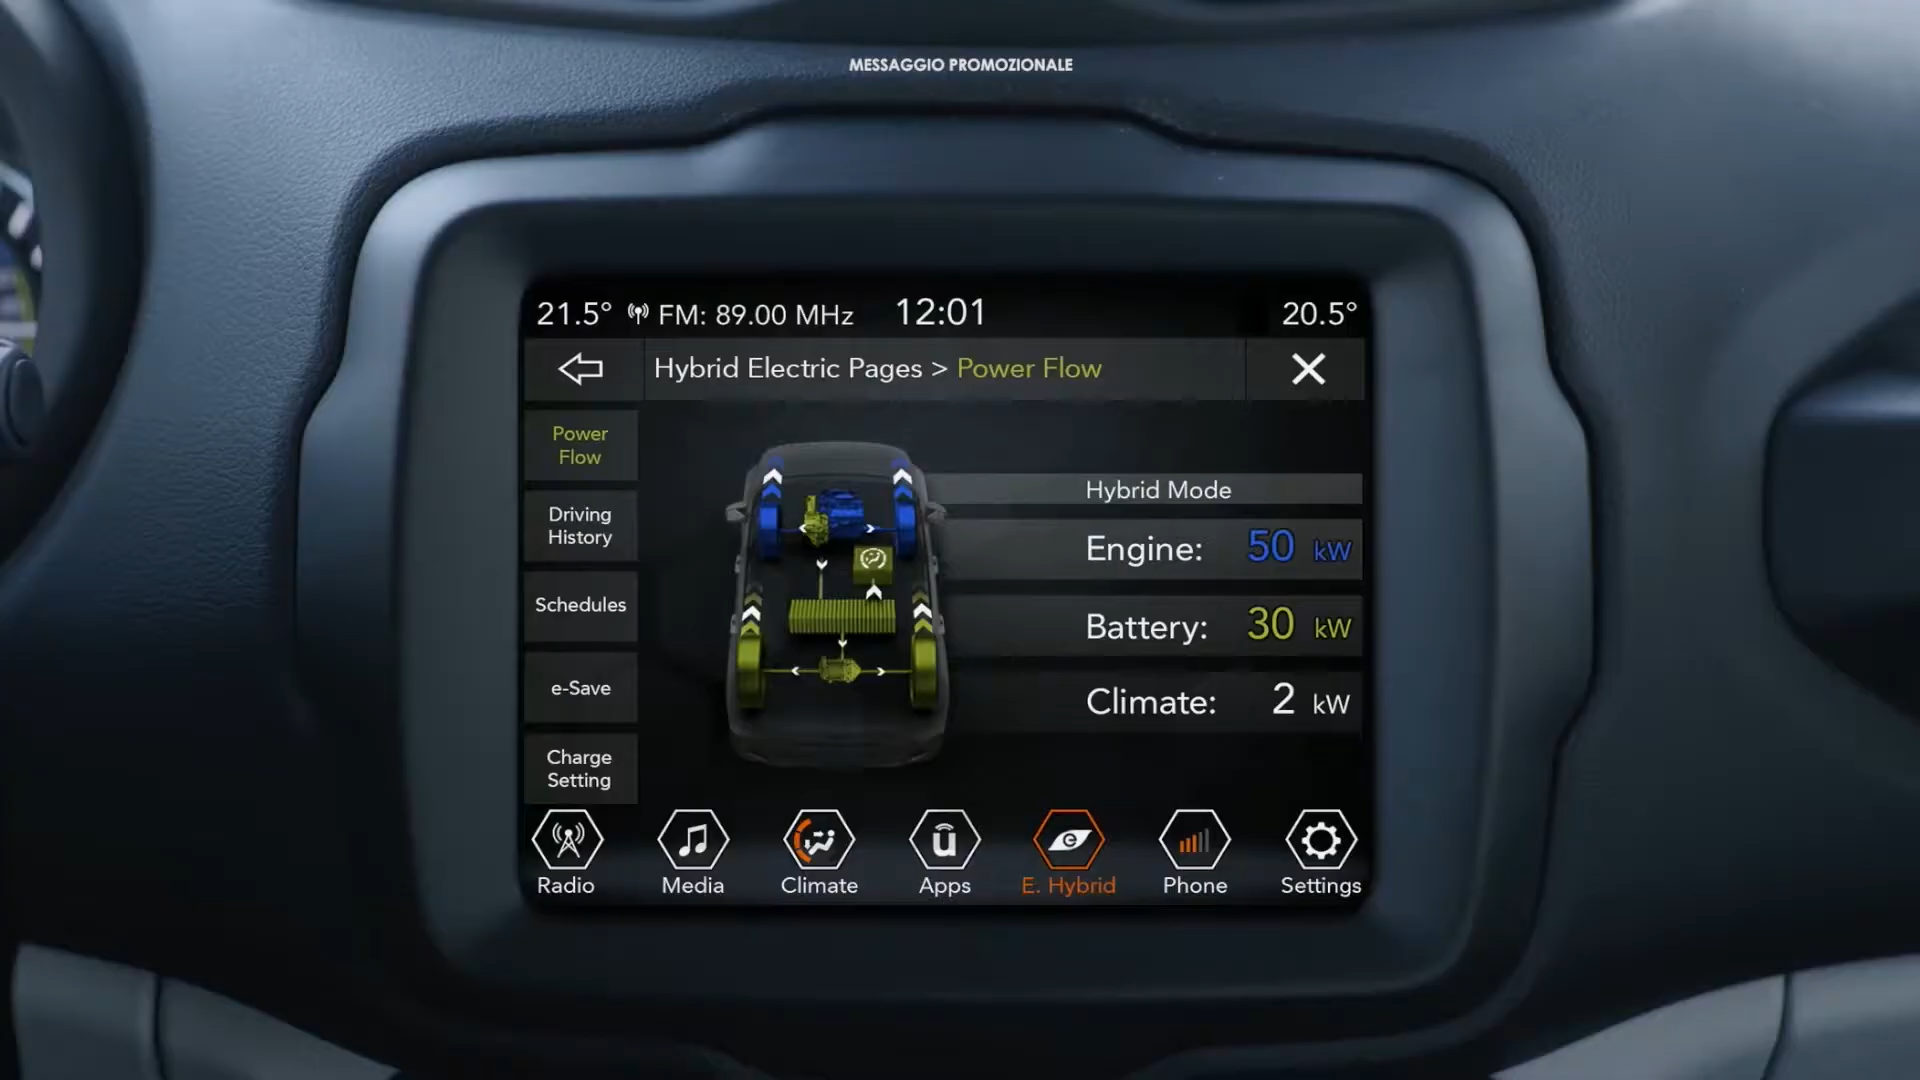 MESSAGGIO PROMOZIONALE
21.5° FM: 89.00 MHz 12:01 20.5°
Hybrid Electric Pages > Power Flow
Power
Flow
Driving
History
Schedules
e-Save
Charge
Setting
Hybrid Mode
Engine: 50 kW
Battery: 30 kW
Climate: 2 kW
Radio Media Climate Apps E. Hybrid Phone Settings